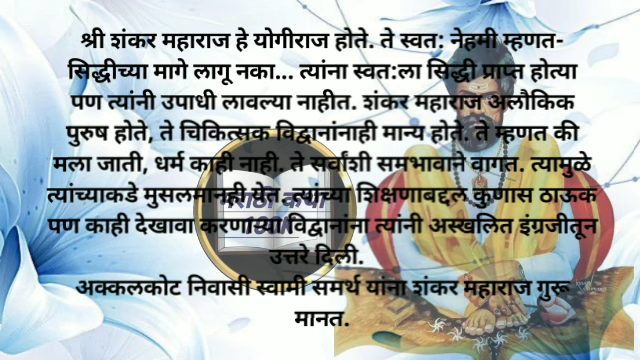 श्री शंकर महाराज हे योगीराज होते. ते स्वत: नेहमी म्हणत-
सिद्धीच्या मागे लागू नका... त्यांना स्वत:ला सिद्धी प्राप्त होत्या
पण त्यांनी उपाधी लावल्या नाहीत. शंकर महाराज अलौकिक
पुरुष होते, ते चिकित्सक विद्वानांनाही मान्य होते. ते म्हणत की
मला जाती, धर्म काही नाही. ते सर्वांशी समभावाने वागत. त्यामुळे
त्यांच्याकडे मुसलमानही येत. त्यांच्या शिक्षणाबद्दल कुणास ठाऊक
पण काही देखावा करणाऱ्या विद्वानांना त्यांनी अस्खलित इंग्रजीतून
उत्तरे दिली.
अक्कलकोट निवासी स्वामी समर्थ यांना शंकर महाराज गुरू
मानत.
मराठी कथा